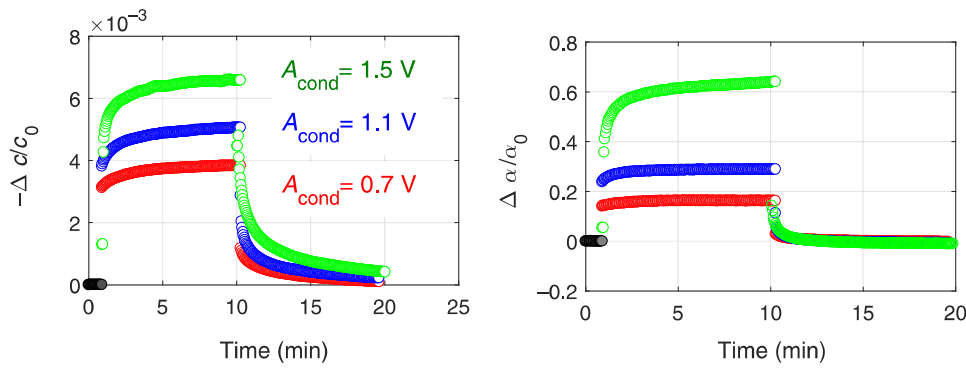 ×10⁻³
8
6
4
2
0
−Δ c/c₀
A_cond= 1.5 V
A_cond= 1.1 V
A_cond= 0.7 V
0 5 10 15 20 25
Time (min)
0.8
0.6
0.4
0.2
0
−0.2
Δ α/α₀
0 5 10 15 20
Time (min)